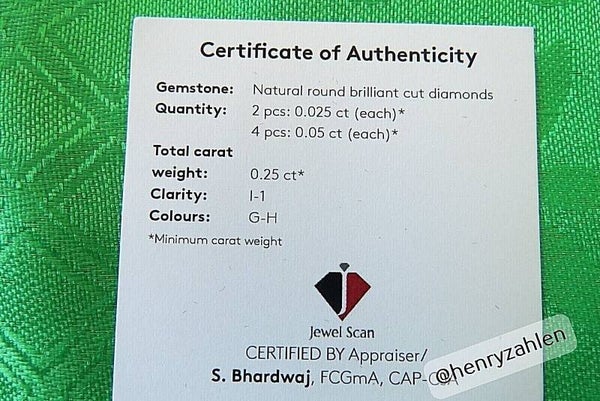 Certificate of Authenticity
Gemstone: Natural round brilliant cut diamonds
Quantity: 2 pcs: 0.025 ct (each)*
4 pcs: 0.05 ct (each)*
Total carat
weight: 0.25 ct*
Clarity: I-1
Colours: G-H
*Minimum carat weight
Jewel Scan
CERTIFIED BY Appraiser/
S. Bhardwaj, FCGmA, CAP-CJA
@henryzahlen